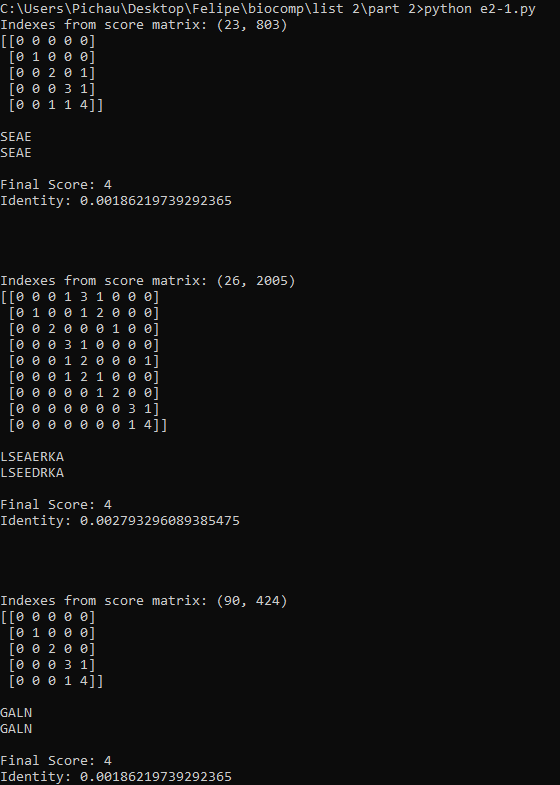 C:\Users\Pichau\Desktop\Felipe\biocomp\list 2\part 2>python e2-1.py
Indexes from score matrix: (23, 803)
[[0 0 0 0 0]
 [0 1 0 0 0]
 [0 0 2 0 1]
 [0 0 0 3 1]
 [0 0 1 1 4]]

SEAE
SEAE

Final Score: 4
Identity: 0.00186219739292365

Indexes from score matrix: (26, 2005)
[[0 0 0 1 3 1 0 0 0]
 [0 1 0 0 1 2 0 0 0]
 [0 0 2 0 0 0 1 0 0]
 [0 0 0 3 1 0 0 0 0]
 [0 0 0 1 2 0 0 0 1]
 [0 0 0 1 2 1 0 0 0]
 [0 0 0 0 0 1 2 0 0]
 [0 0 0 0 0 0 0 3 1]
 [0 0 0 0 0 0 0 1 4]]

LSEAERKA
LSEEDRKA

Final Score: 4
Identity: 0.002793296089385475

Indexes from score matrix: (90, 424)
[[0 0 0 0 0]
 [0 1 0 0 0]
 [0 0 2 0 0]
 [0 0 0 3 1]
 [0 0 0 1 4]]

GALN
GALN

Final Score: 4
Identity: 0.00186219739292365